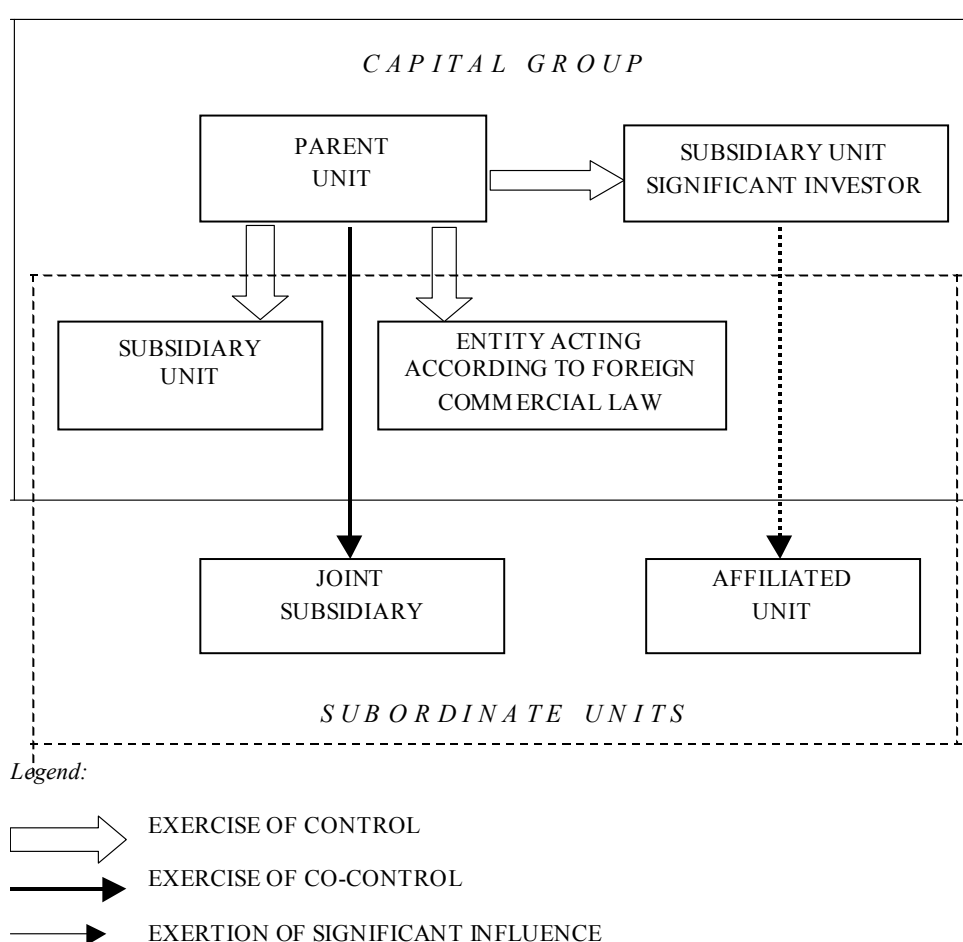 CAPITAL GROUP
PARENT
UNIT
SUBSIDIARY UNIT
SIGNIFICANT INVESTOR
SUBSIDIARY
UNIT
ENTITY ACTING
ACCORDING TO FOREIGN
COMMERCIAL LAW
JOINT
SUBSIDIARY
AFFILIATED
UNIT
SUBORDINATE UNITS
Legend:
EXERCISE OF CONTROL
EXERCISE OF CO-CONTROL
EXERTION OF SIGNIFICANT INFLUENCE